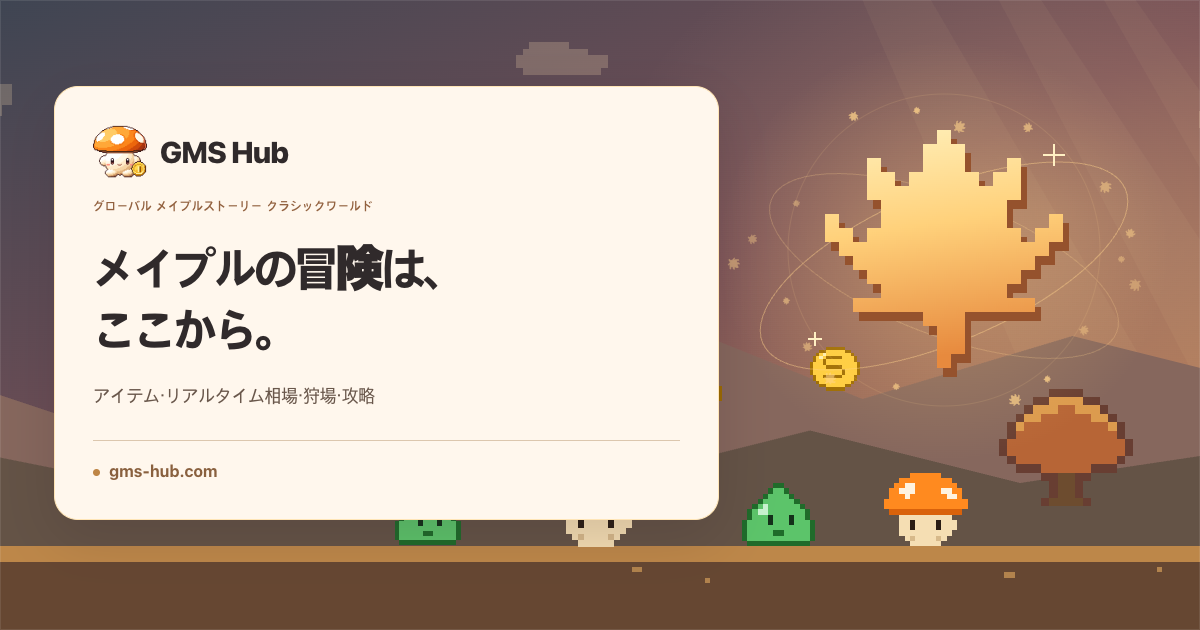 GMS Hub
グローバル メイプルストーリー クラシックワールド
メイプルの冒険は、
ここから。
アイテム·リアルタイム相場·狩場·攻略
gms-hub.com